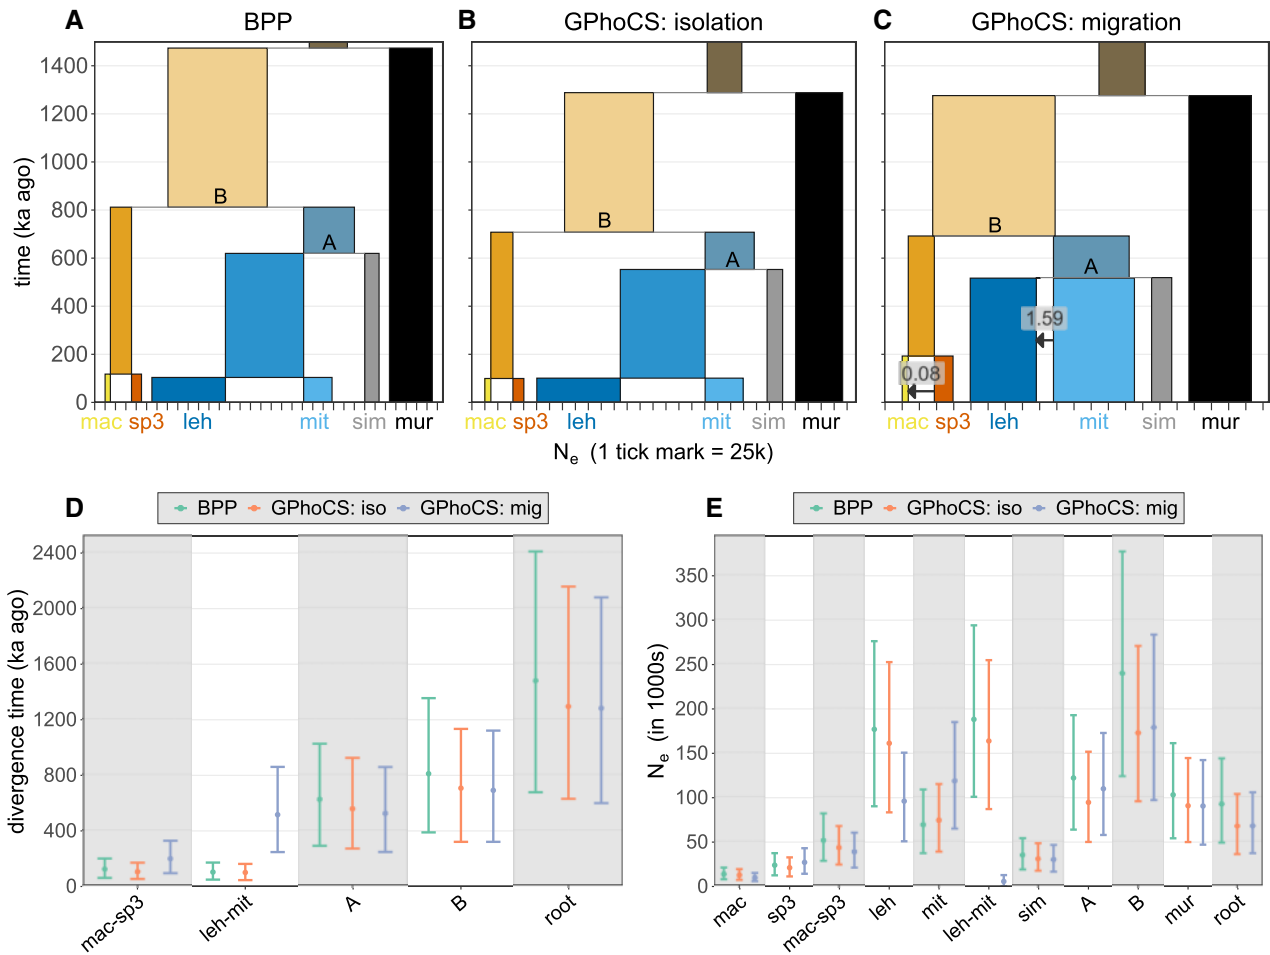 A BPP
B GPhoCS: isolation
C GPhoCS: migration
time (ka ago)
1400
1200
1000
800
600
400
200
0
B
A
mac sp3 leh mit sim mur
B
A
mac sp3 leh mit sim mur
B
A
1.59
0.08
mac sp3 leh mit sim mur
Ne (1 tick mark = 25k)
D
BPP GPhoCS: iso GPhoCS: mig
divergence time (ka ago)
2400
2000
1600
1200
800
400
0
mac-sp3
leh-mit
A
B
root
E
BPP GPhoCS: iso GPhoCS: mig
Ne (in 1000s)
350
300
250
200
150
100
50
0
mac
sp3
mac-sp3
leh
mit
leh-mit
sim
A
B
mur
root